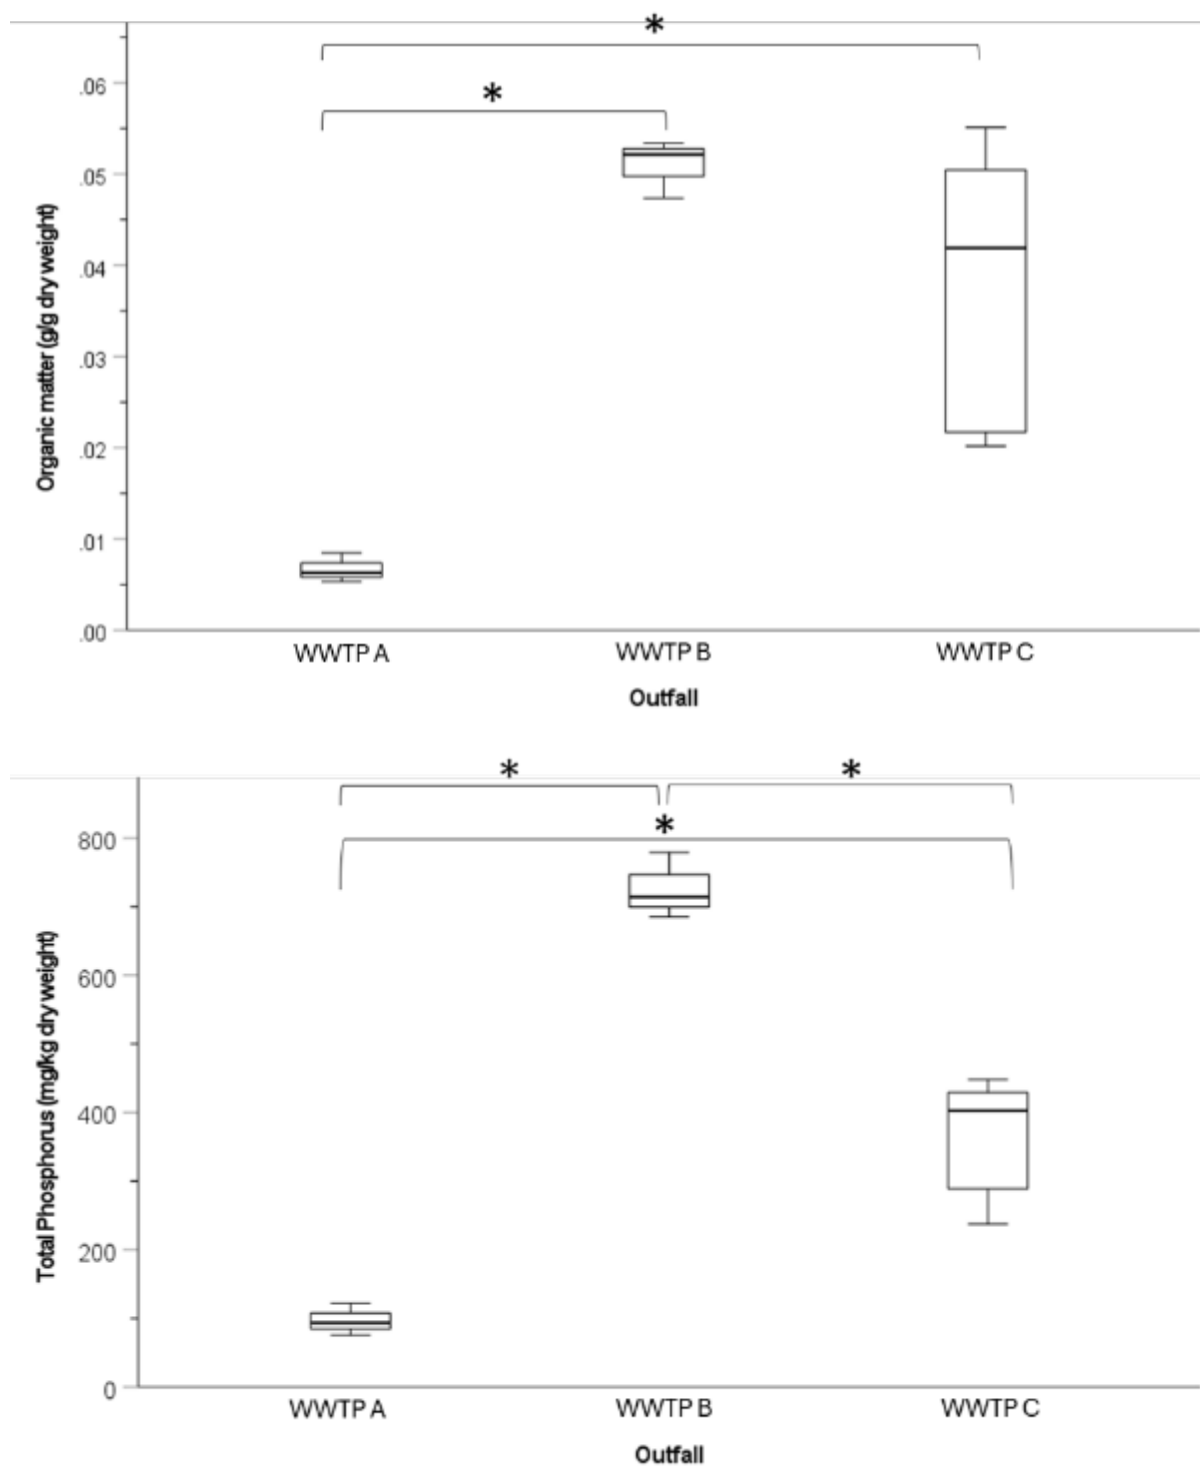 *
*
.06
.05
.04
.03
.02
.01
.00
Organic matter (g/g dry weight)
WWTP A WWTP B WWTP C
Outfall
* *
*
800
600
400
200
0
Total Phosphorus (mg/kg dry weight)
WWTP A WWTP B WWTP C
Outfall